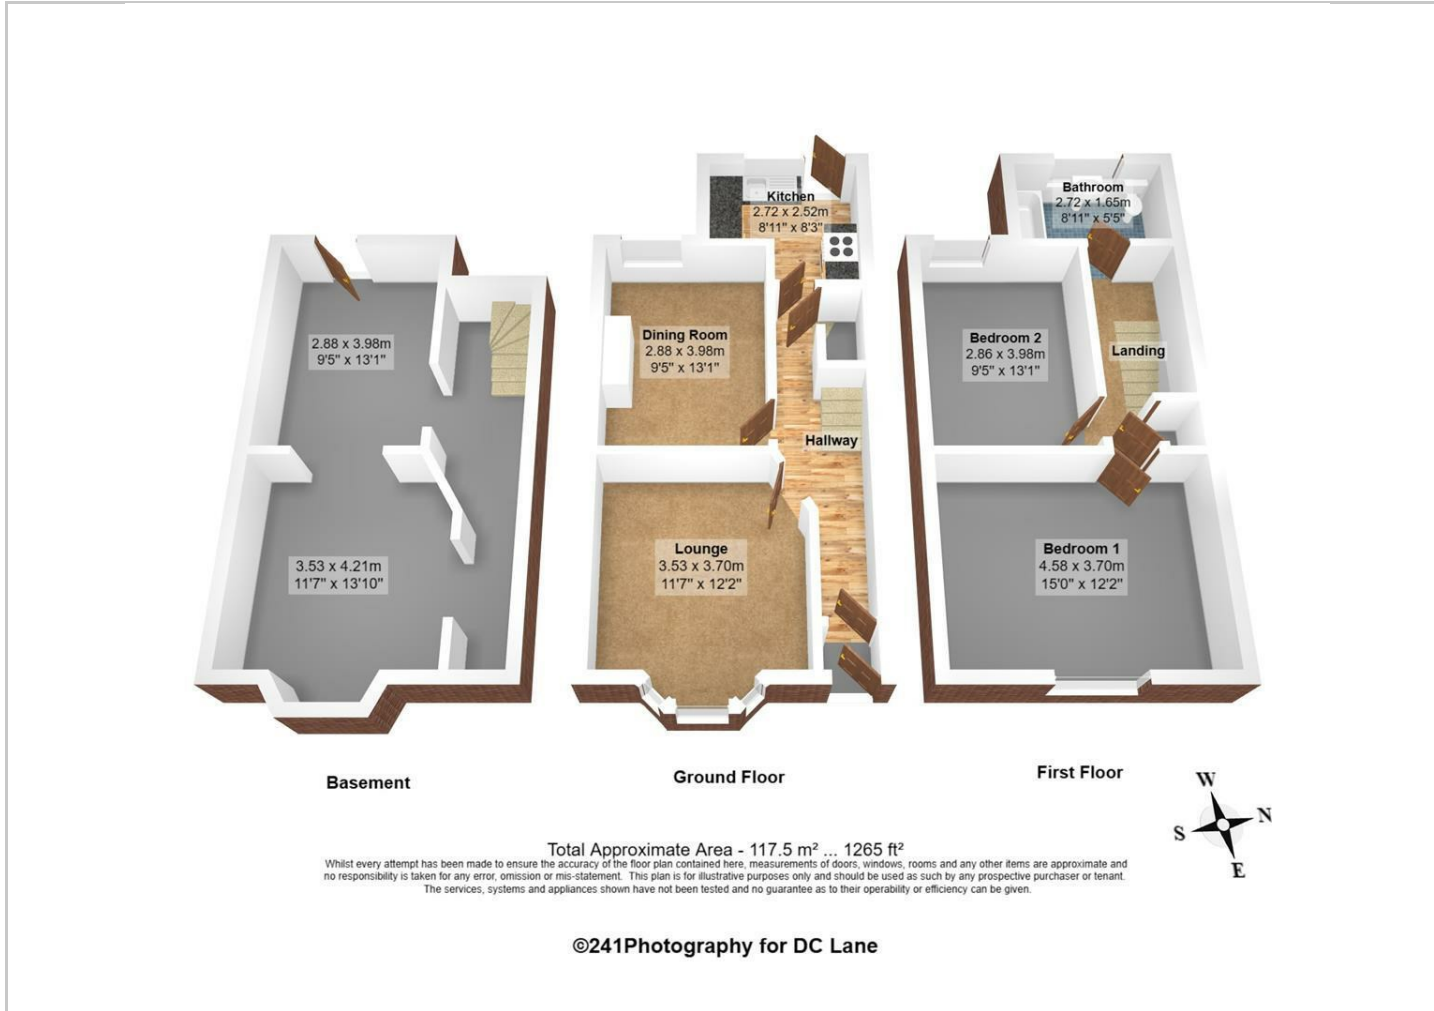 Kitchen
2.72 x 2.52m
8'11" x 8'3"
Bathroom
2.72 x 1.65m
8'11" x 5'5"
2.88 x 3.98m
9'5" x 13'1"
Dining Room
2.88 x 3.98m
9'5" x 13'1"
Bedroom 2
2.86 x 3.98m
9'5" x 13'1"
Landing
Hallway
3.53 x 4.21m
11'7" x 13'10"
Lounge
3.53 x 3.70m
11'7" x 12'2"
Bedroom 1
4.58 x 3.70m
15'0" x 12'2"
Basement
Ground Floor
First Floor
W
N
S
E
Total Approximate Area - 117.5 m² ... 1265 ft²
Whilst every attempt has been made to ensure the accuracy of the floor plan contained here, measurements of doors, windows, rooms and any other items are approximate and
no responsibility is taken for any error, omission or mis-statement. This plan is for illustrative purposes only and should be used as such by any prospective purchaser or tenant.
The services, systems and appliances shown have not been tested and no guarantee as to their operability or efficiency can be given.
©241Photography for DC Lane